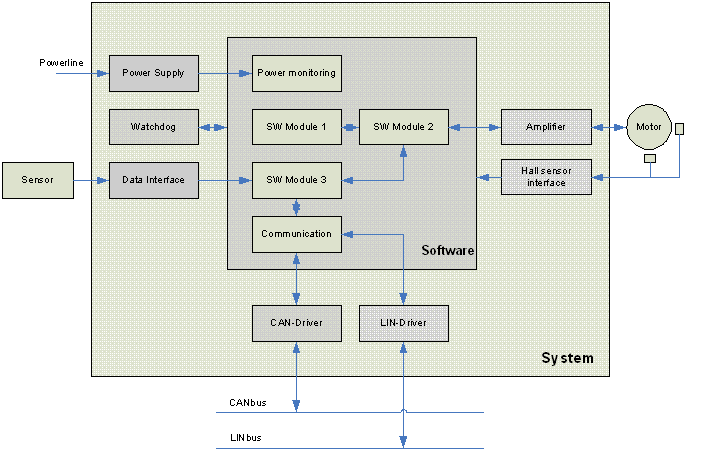 Powerline
Power Supply
Power monitoring
Watchdog
SW Module 1
SW Module 2
Amplifier
Motor
Sensor
Data Interface
SW Module 3
Hall sensor
interface
Communication
Software
CAN-Driver
LIN-Driver
System
CANbus
LINbus